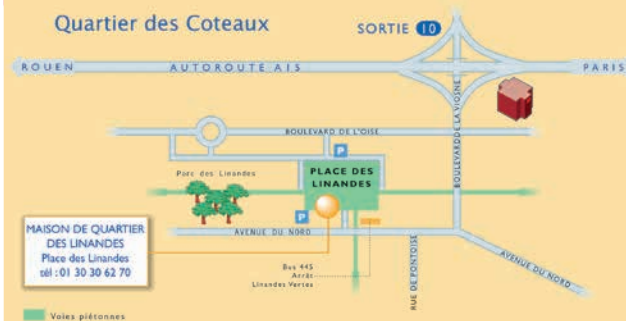 Quartier des Coteaux
SORTIE 10
ROUEN
AUTOROUTE A15
PARIS
BOULEVARD DE LA VIOSNE
BOULEVARD DE L'OISE
P
Parc des Linandes
PLACE DES
LINANDES
P
MAISON DE QUARTIER
DES LINANDES
Place des Linandes
tél : 01 30 30 62 70
AVENUE DU NORD
Bus 44S
Arrêt
Linandes Vertes
RUE DE PONTOISE
AVENUE DU NORD
Voies piétonnes